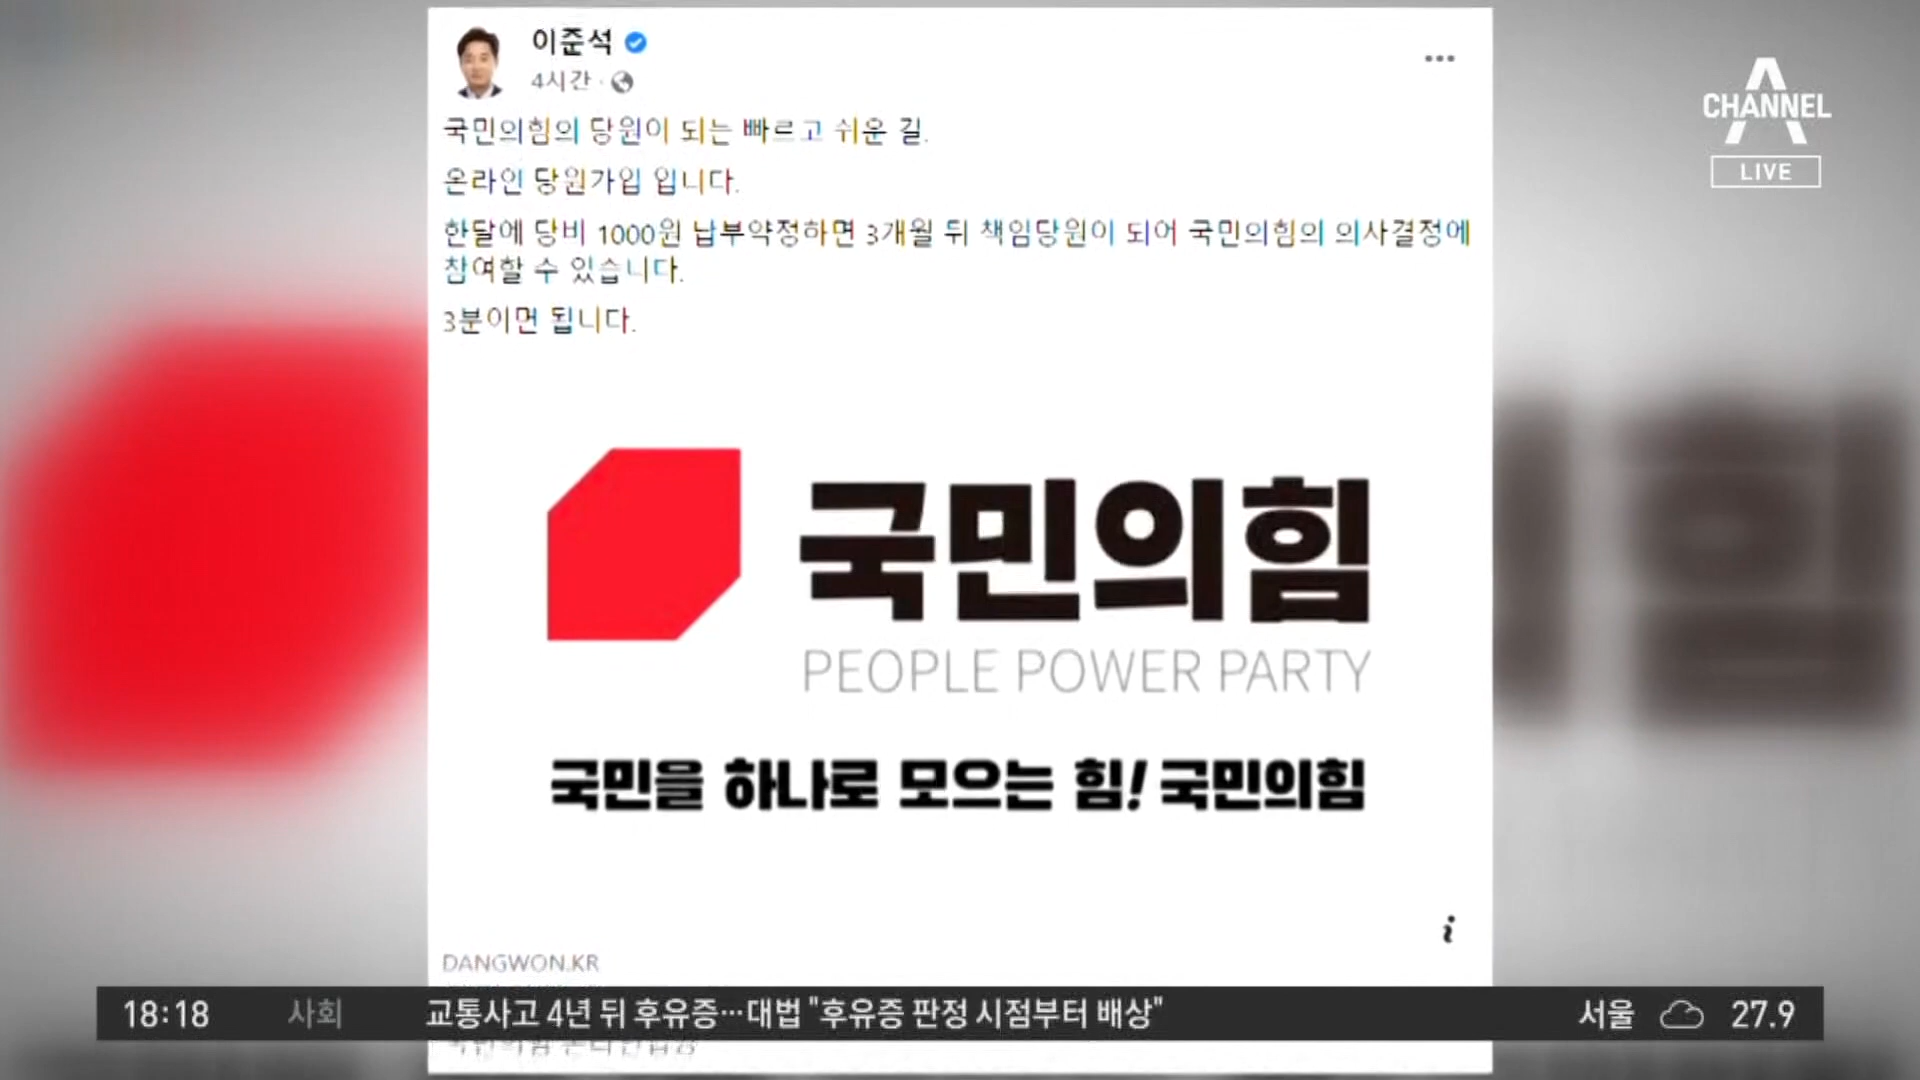 이준석
4시간
국민의힘의 당원이 되는 빠르고 쉬운 길.
온라인 당원가입 입니다.
한달에 당비 1000원 납부약정하면 3개월 뒤 책임당원이 되어 국민의힘의 의사결정에
참여할 수 있습니다.
3분이면 됩니다.
CHANNEL A
LIVE
국민의힘
PEOPLE POWER PARTY
국민을 하나로 모으는 힘! 국민의힘
DANGWON.KR
18:18 사회 교통사고 4년 뒤 후유증…대법 "후유증 판정 시점부터 배상" 서울 27.9